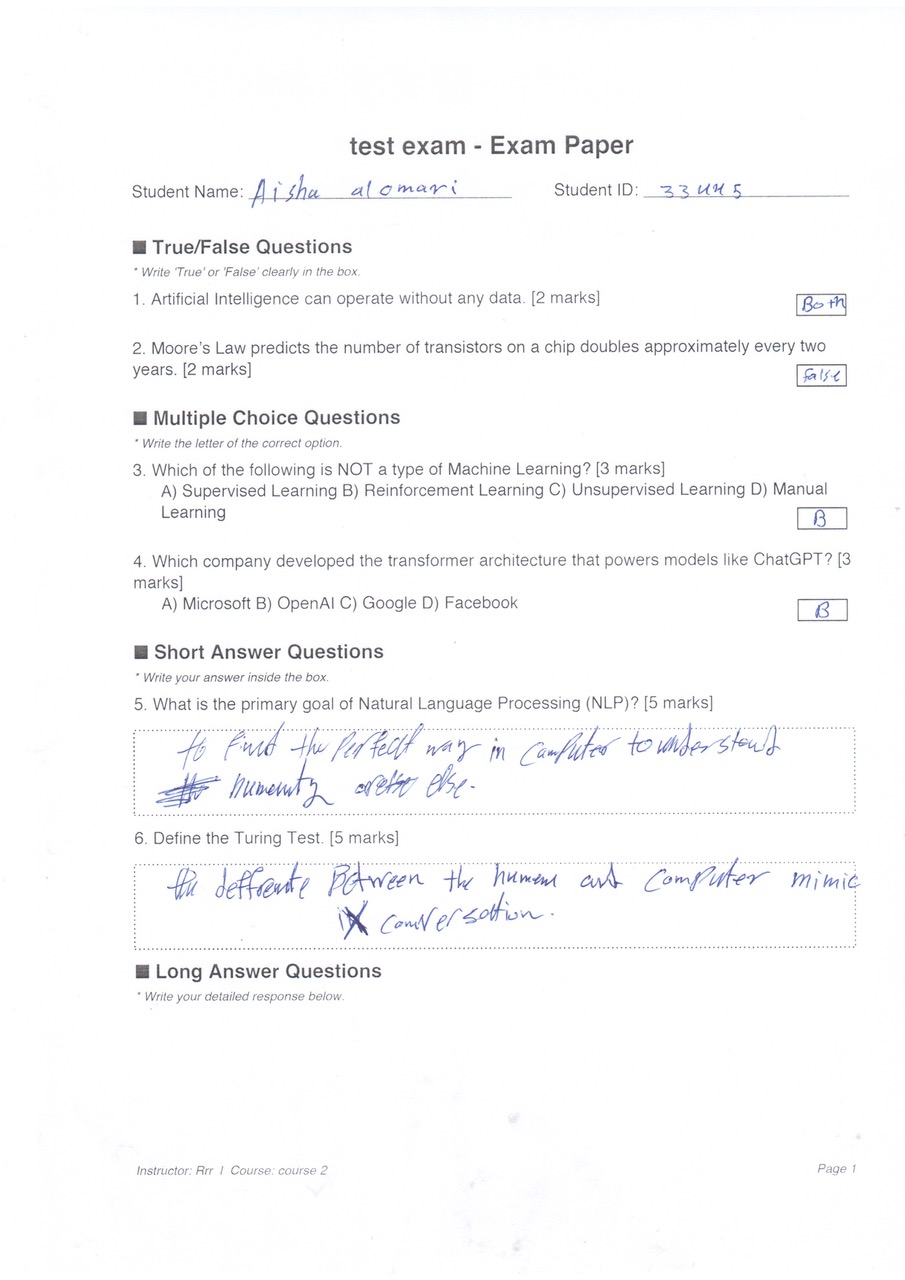 test exam - Exam Paper
Student Name: Aisha alomari Student ID: 33445
■ True/False Questions
* Write 'True' or 'False' clearly in the box.
1. Artificial Intelligence can operate without any data. [2 marks]
Both
2. Moore's Law predicts the number of transistors on a chip doubles approximately every two
years. [2 marks]
False
■ Multiple Choice Questions
* Write the letter of the correct option.
3. Which of the following is NOT a type of Machine Learning? [3 marks]
A) Supervised Learning B) Reinforcement Learning C) Unsupervised Learning D) Manual
Learning
B
4. Which company developed the transformer architecture that powers models like ChatGPT? [3
marks]
A) Microsoft B) OpenAI C) Google D) Facebook
B
■ Short Answer Questions
* Write your answer inside the box.
5. What is the primary goal of Natural Language Processing (NLP)? [5 marks]
to Find the Perfect way in Computer to understand
humenity else.
6. Define the Turing Test. [5 marks]
the BEtween the humen and Computer mimic
conversation.
■ Long Answer Questions
* Write your detailed response below.
Instructor: Rrr | Course: course 2
Page 1